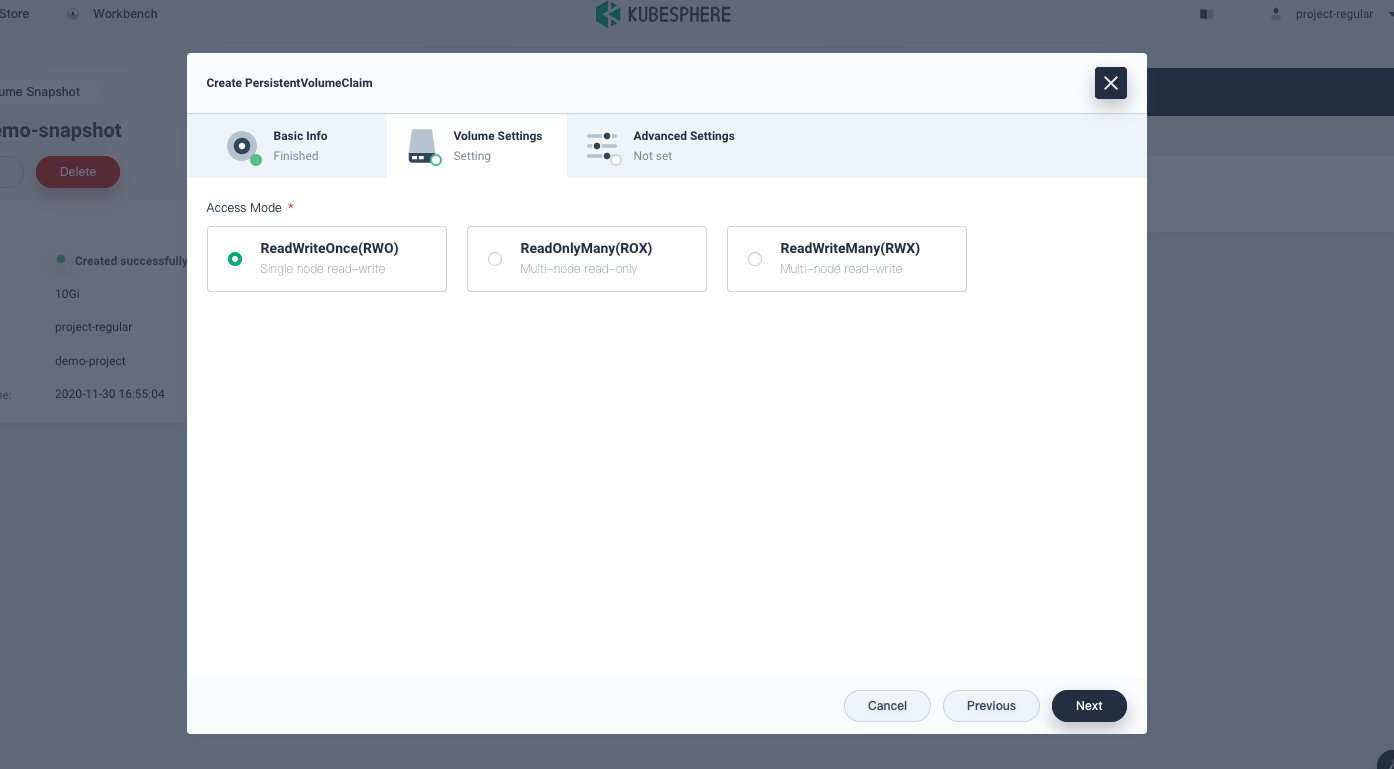 Store
Workbench
KUBESPHERE
project-regular
ume Snapshot
emo-snapshot
Delete
Created successfully
10Gi
project-regular
demo-project
ne:
2020-11-30 16:55:04
Create PersistentVolumeClaim
Basic Info
Finished
Volume Settings
Setting
Advanced Settings
Not set
Access Mode *
ReadWriteOnce(RWO)
Single node read-write
ReadOnlyMany(ROX)
Multi-node read-only
ReadWriteMany(RWX)
Multi-node read-write
Cancel
Previous
Next